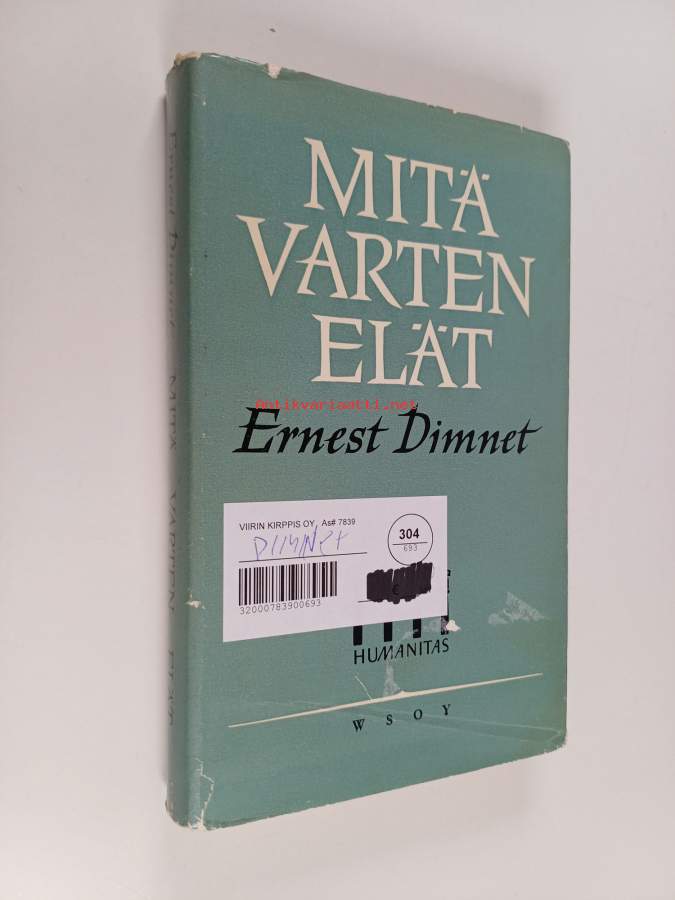 MITÄ
VARTEN
ELÄT
Antikvariaatti.net
Ernest Dimnet
VIIRIN KIRPPIS OY As# 7839
DIMNET
304
693
32000783900693
HUMANITAS
W S O Y
ERNEST DIMNET MITÄ VARTEN ELÄT